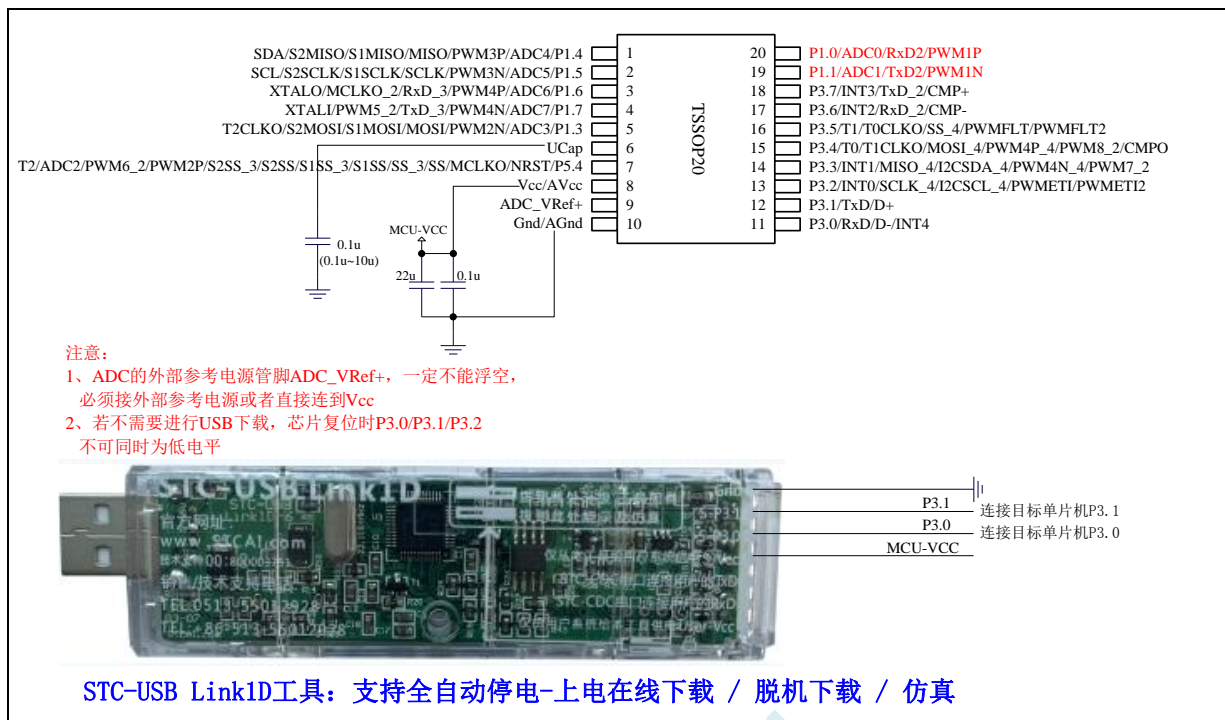 SDA/S2MISO/S1MISO/MISO/PWM3P/ADC4/P1.4 1
SCL/S2SCLK/S1SCLK/SCLK/PWM3N/ADC5/P1.5 2
XTALO/MCLKO_2/RxD_3/PWM4P/ADC6/P1.6 3
XTALI/PWM5_2/TxD_3/PWM4N/ADC7/P1.7 4
T2CLKO/S2MOSI/S1MOSI/MOSI/PWM2N/ADC3/P1.3 5
UCap 6
T2/ADC2/PWM6_2/PWM2P/S2SS_3/S2SS/S1SS_3/S1SS/SS_3/SS/MCLKO/NRST/P5.4 7
Vcc/AVcc 8
ADC_VRef+ 9
Gnd/AGnd 10
TSSOP20
20 P1.0/ADC0/RxD2/PWM1P
19 P1.1/ADC1/TxD2/PWM1N
18 P3.7/INT3/TxD_2/CMP+
17 P3.6/INT2/RxD_2/CMP-
16 P3.5/T1/T0CLKO/SS_4/PWMFLT/PWMFLT2
15 P3.4/T0/T1CLKO/MOSI_4/PWM4P_4/PWM8_2/CMPO
14 P3.3/INT1/MISO_4/I2CSDA_4/PWM4N_4/PWM7_2
13 P3.2/INT0/SCLK_4/I2CSCL_4/PWMETI/PWMETI2
12 P3.1/TxD/D+
11 P3.0/RxD/D-/INT4
MCU-VCC
0.1u
(0.1u~10u)
22u
0.1u
注意：
1、ADC的外部参考电源管脚ADC_VRef+，一定不能浮空，
必须接外部参考电源或者直接连到Vcc
2、若不需要进行USB下载，芯片复位时P3.0/P3.1/P3.2
不可同时为低电平
STC-USB Link1D
官方网址
www.STCAI.com
TEL:0513-55012928
P3.1 连接目标单片机P3.1
P3.0 连接目标单片机P3.0
MCU-VCC
STC-USB Link1D工具：支持全自动停电-上电在线下载 / 脱机下载 / 仿真